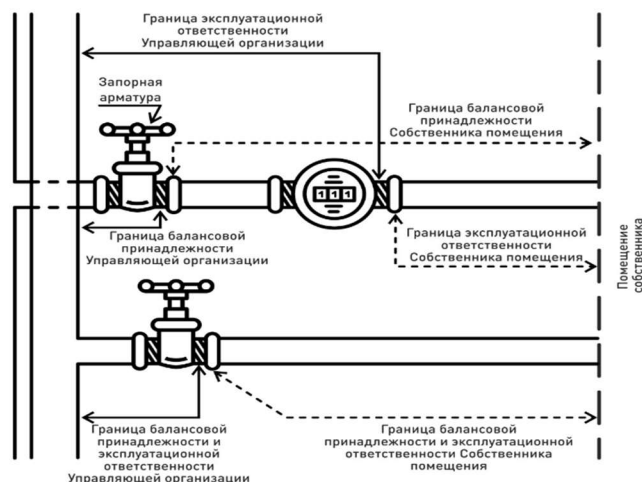 Граница эксплуатационной
ответственности
Управляющей организации
Запорная
арматура
Граница балансовой
принадлежности
Собственника помещения
111
Граница балансовой
принадлежности
Управляющей организации
Граница эксплуатационной
ответственности
Собственника помещения
Помещение
собственника
Граница балансовой
принадлежности и
эксплуатационной
ответственности
Управляющей организации
Граница балансовой
принадлежности и эксплуатационной
ответственности Собственника
помещения